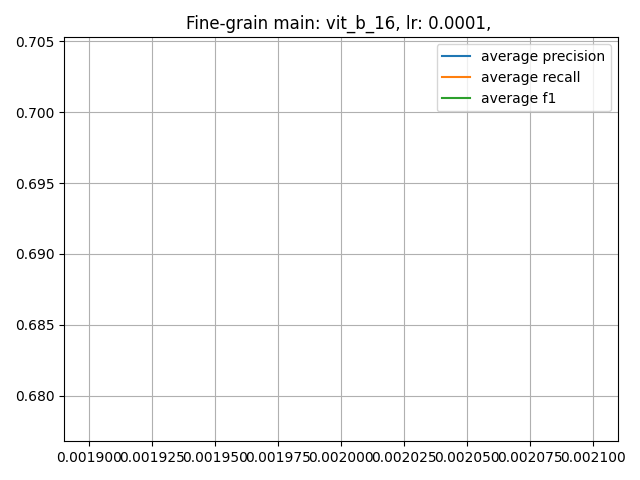 Fine-grain main: vit_b_16, lr: 0.0001,
average precision
average recall
average f1
0.705
0.700
0.695
0.690
0.685
0.680
0.001900 0.001925 0.001950 0.001975 0.002000 0.002025 0.002050 0.002075 0.002100